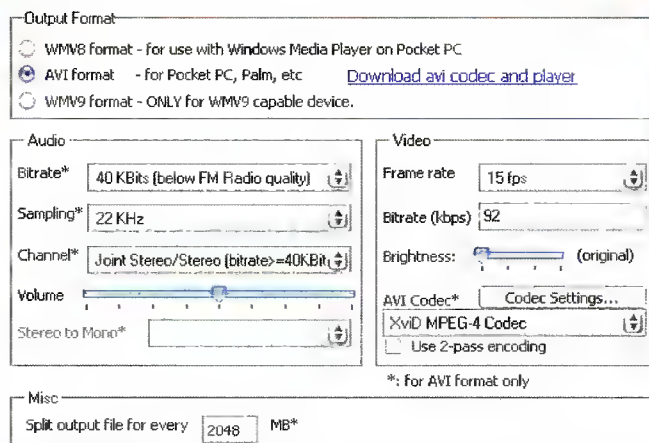 Output Format
WMV8 format - for use with Windows Media Player on Pocket PC
AVI format - for Pocket PC, Palm, etc Download avi codec and player
WMV9 format - ONLY for WMV9 capable device.
Audio
Bitrate* 40 KBits (below FM Radio quality)
Sampling* 22 KHz
Channel* Joint Stereo/Stereo (bitrate>=40KBit
Volume
Stereo to Mono*
Video
Frame rate 15 fps
Bitrate (kbps) 92
Brightness: (original)
AVI Codec* Codec Settings...
XviD MPEG-4 Codec
Use 2-pass encoding
*: for AVI format only
Misc
Split output file for every 2048 MB*